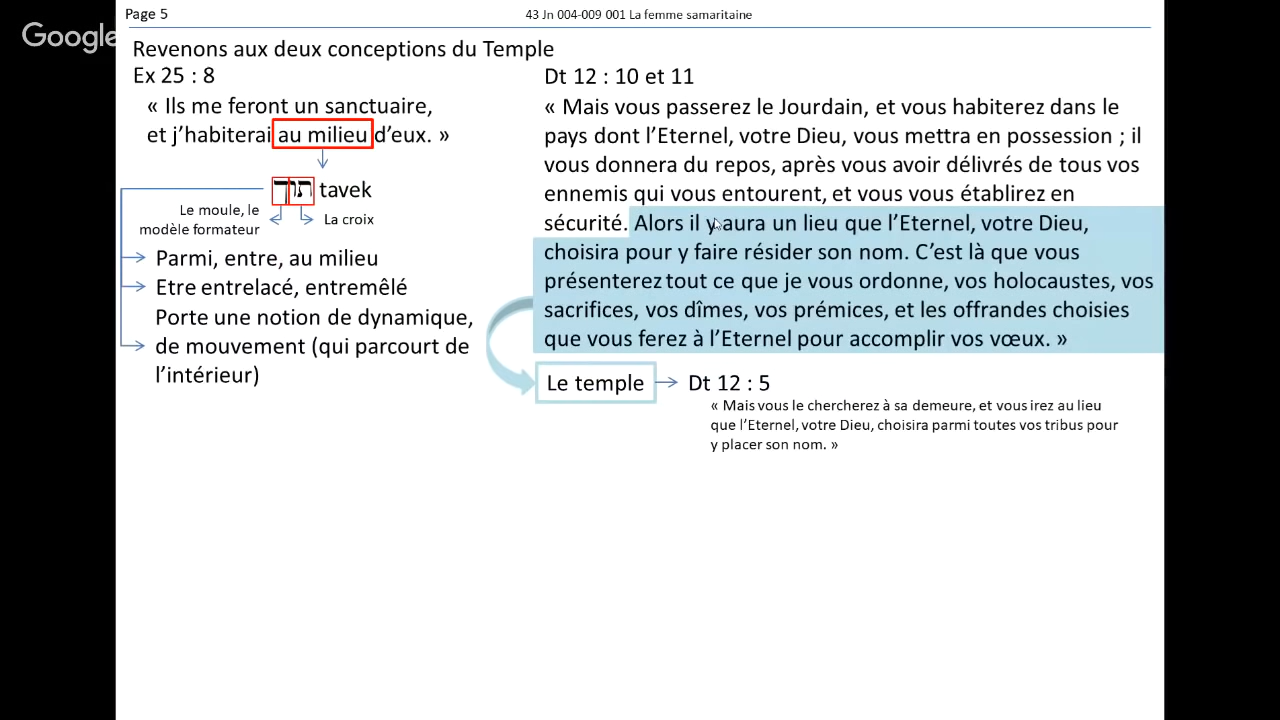 Google
Page 5
43 Jn 004-009 001 La femme samaritaine
Revenons aux deux conceptions du Temple
Ex 25 : 8
« Ils me feront un sanctuaire,
et j’habiterai au milieu d’eux. »
תוך tavek
Le moule, le
modèle formateur
La croix
Parmi, entre, au milieu
Etre entrelacé, entremêlé
Porte une notion de dynamique,
de mouvement (qui parcourt de
l’intérieur)
Dt 12 : 10 et 11
« Mais vous passerez le Jourdain, et vous habiterez dans le
pays dont l’Eternel, votre Dieu, vous mettra en possession ; il
vous donnera du repos, après vous avoir délivrés de tous vos
ennemis qui vous entourent, et vous vous établirez en
sécurité. Alors il y aura un lieu que l’Eternel, votre Dieu,
choisira pour y faire résider son nom. C’est là que vous
présenterez tout ce que je vous ordonne, vos holocaustes, vos
sacrifices, vos dîmes, vos prémices, et les offrandes choisies
que vous ferez à l’Eternel pour accomplir vos vœux. »
Le temple
Dt 12 : 5
« Mais vous le chercherez à sa demeure, et vous irez au lieu
que l’Eternel, votre Dieu, choisira parmi toutes vos tribus pour
y placer son nom. »